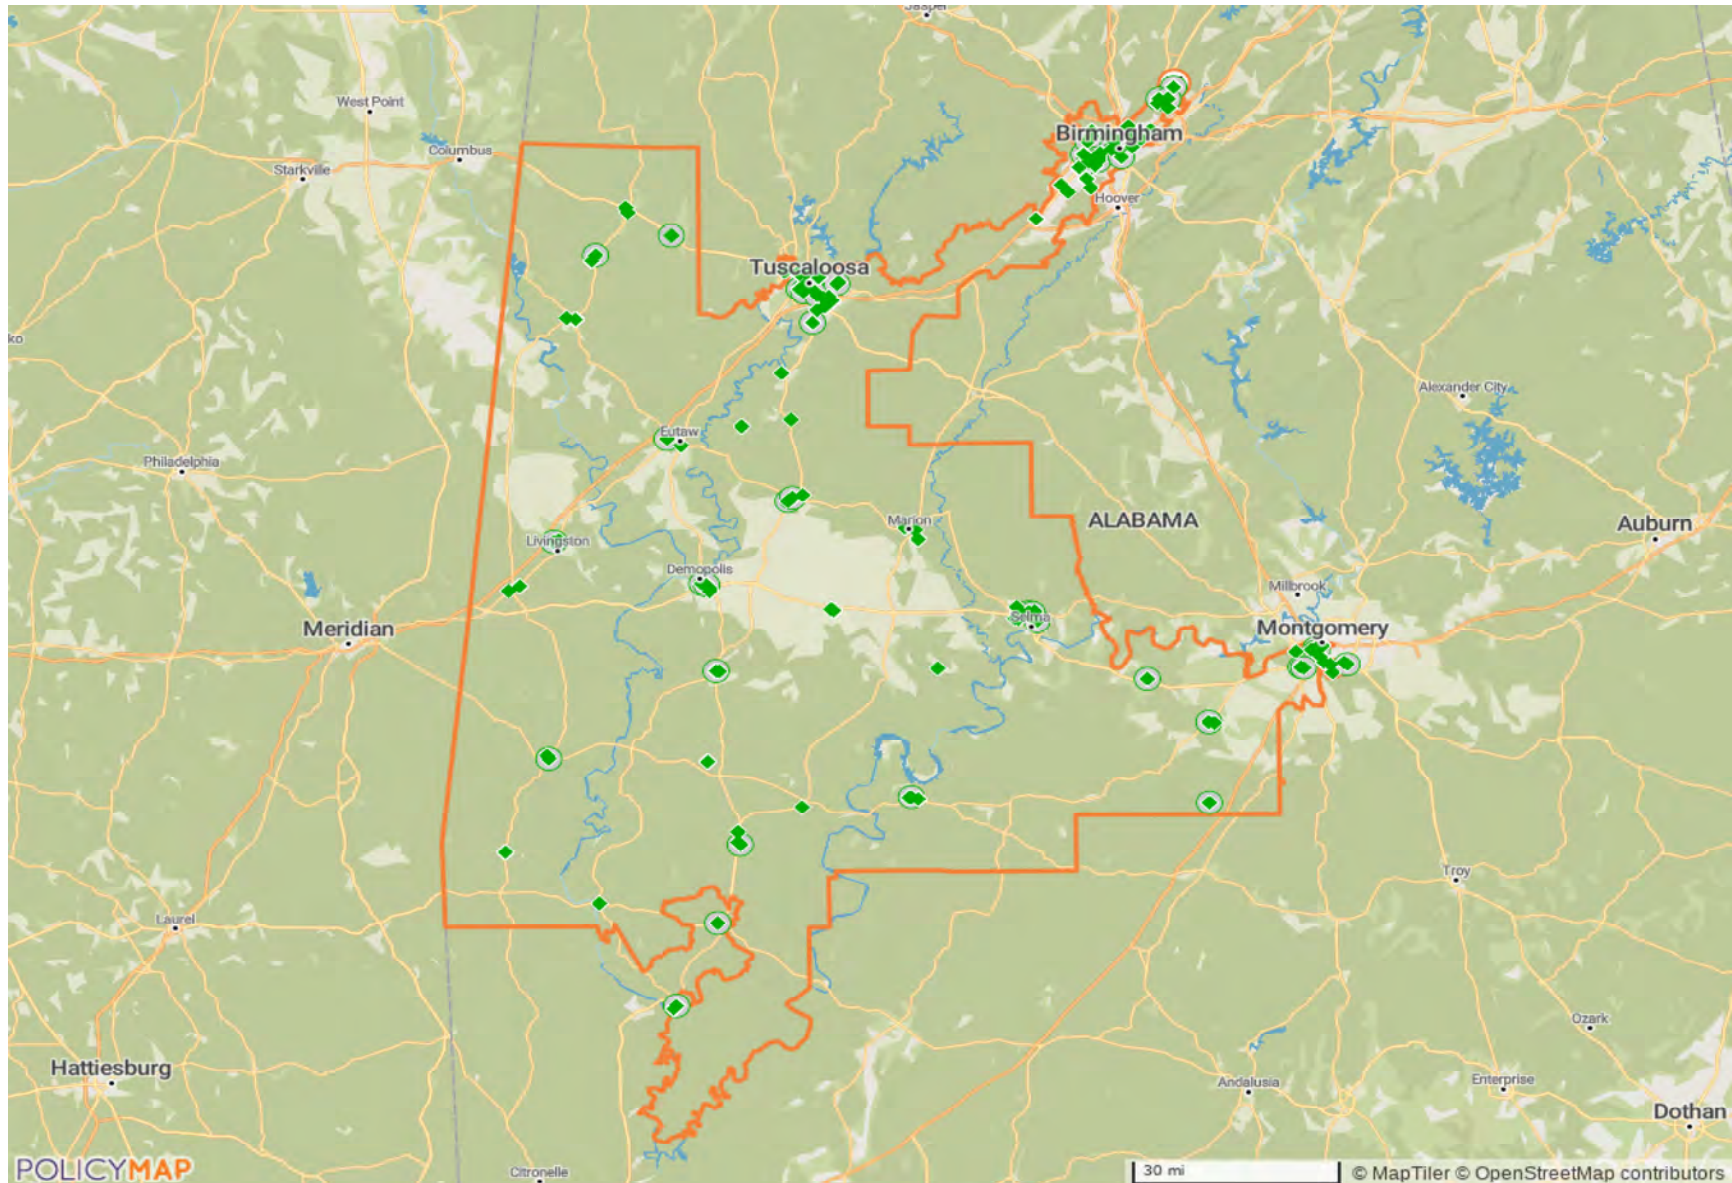 Jasper
West Point
Columbus
Birmingham
Starkville
Hoover
Tuscaloosa
ko
Alexander City
Eutaw
Philadelphia
Marion
ALABAMA
Auburn
Livingston
Demopolis
Millbrook
Selma
Meridian
Montgomery
Troy
Laurel
Ozark
Hattiesburg
Andalusia
Enterprise
Dothan
POLICYMAP
Citronelle
30 mi
© MapTiler © OpenStreetMap contributors